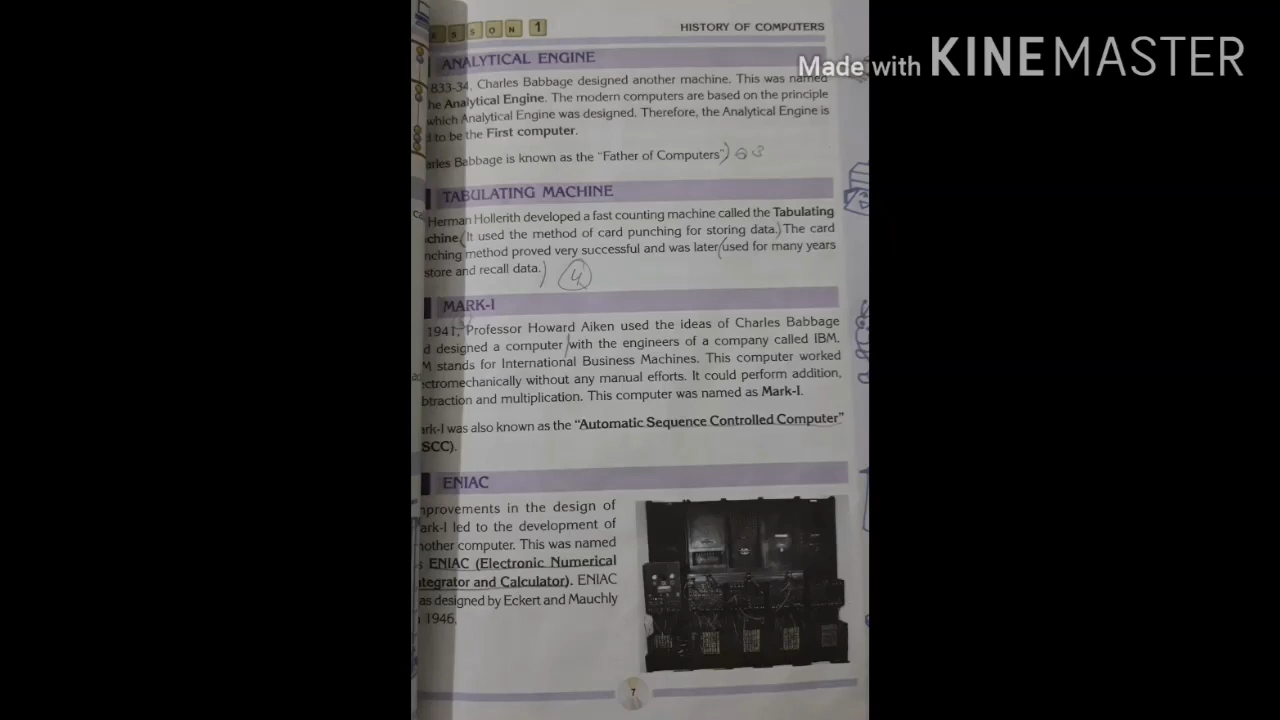 E S S O N 1
HISTORY OF COMPUTERS
Made with KINEMASTER
ANALYTICAL ENGINE
833-34, Charles Babbage designed another machine. This was named
he Analytical Engine. The modern computers are based on the principle
which Analytical Engine was designed. Therefore, the Analytical Engine is
to be the First computer.
arles Babbage is known as the "Father of Computers")
TABULATING MACHINE
Herman Hollerith developed a fast counting machine called the Tabulating
chine. (It used the method of card punching for storing data.) The card
nching method proved very successful and was later (used for many years
store and recall data.) 4
MARK-I
1941, Professor Howard Aiken used the ideas of Charles Babbage
d designed a computer with the engineers of a company called IBM.
M stands for International Business Machines. This computer worked
ectromechanically without any manual efforts. It could perform addition,
btraction and multiplication. This computer was named as Mark-I.
ark-I was also known as the "Automatic Sequence Controlled Computer"
SCC).
ENIAC
mprovements in the design of
ark-I led to the development of
nother computer. This was named
s ENIAC (Electronic Numerical
ntegrator and Calculator). ENIAC
as designed by Eckert and Mauchly
1946.
7